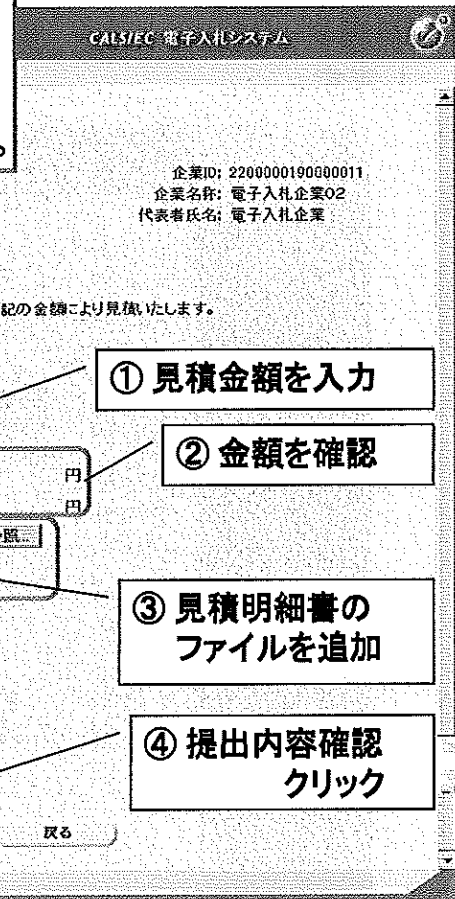 CALS/EC 電子入札システム
。
企業ID: 2200000190000011
企業名称: 電子入札企業02
代表者氏名: 電子入札企業
記の金額により見積いたします。
① 見積金額を入力
② 金額を確認
円
円
照...
③ 見積明細書の
ファイルを追加
④ 提出内容確認
クリック
戻る